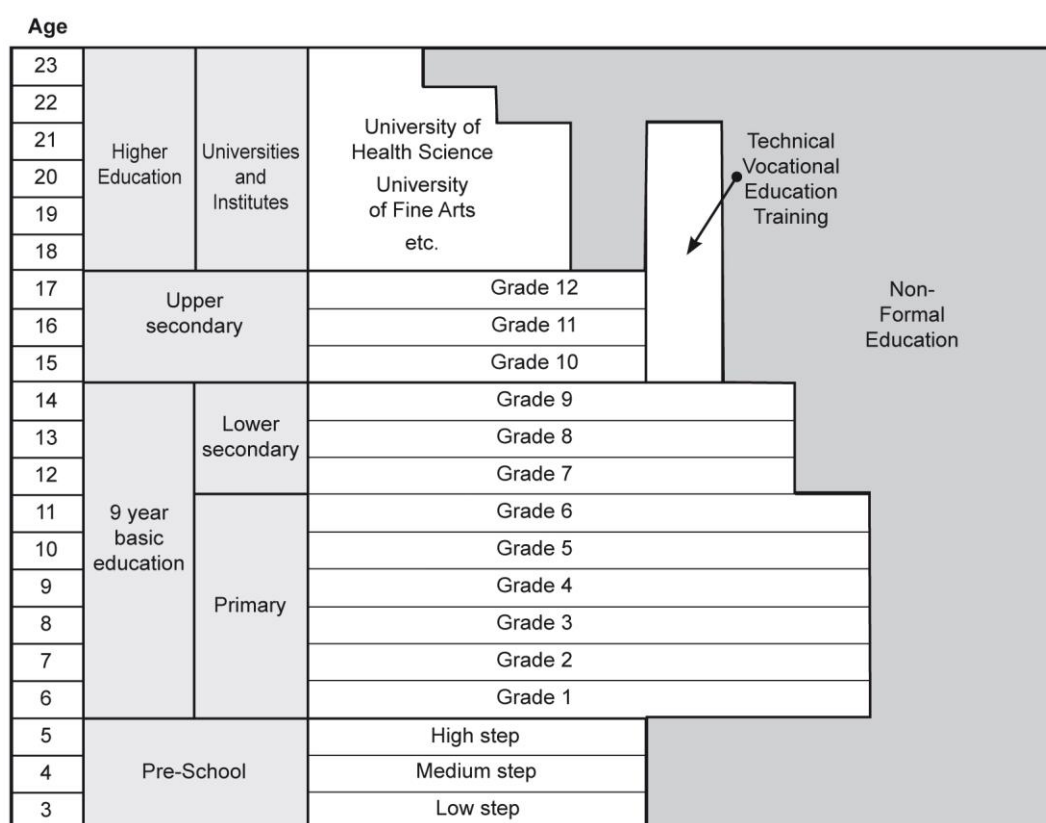 Age
23
22
21
20
19
18
17
16
15
14
13
12
11
10
9
8
7
6
5
4
3
Higher
Education
Universities
and
Institutes
University of
Health Science
University
of Fine Arts
etc.
Technical
Vocational
Education
Training
Non-
Formal
Education
Upper
secondary
Grade 12
Grade 11
Grade 10
9 year
basic
education
Lower
secondary
Grade 9
Grade 8
Grade 7
Primary
Grade 6
Grade 5
Grade 4
Grade 3
Grade 2
Grade 1
Pre-School
High step
Medium step
Low step